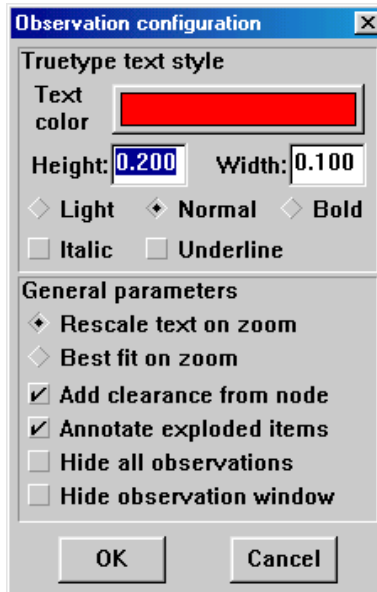 Observation configuration
Truetype text style
Text color
Height: 0.200 Width: 0.100
Light Normal Bold
Italic Underline
General parameters
Rescale text on zoom
Best fit on zoom
Add clearance from node
Annotate exploded items
Hide all observations
Hide observation window
OK Cancel